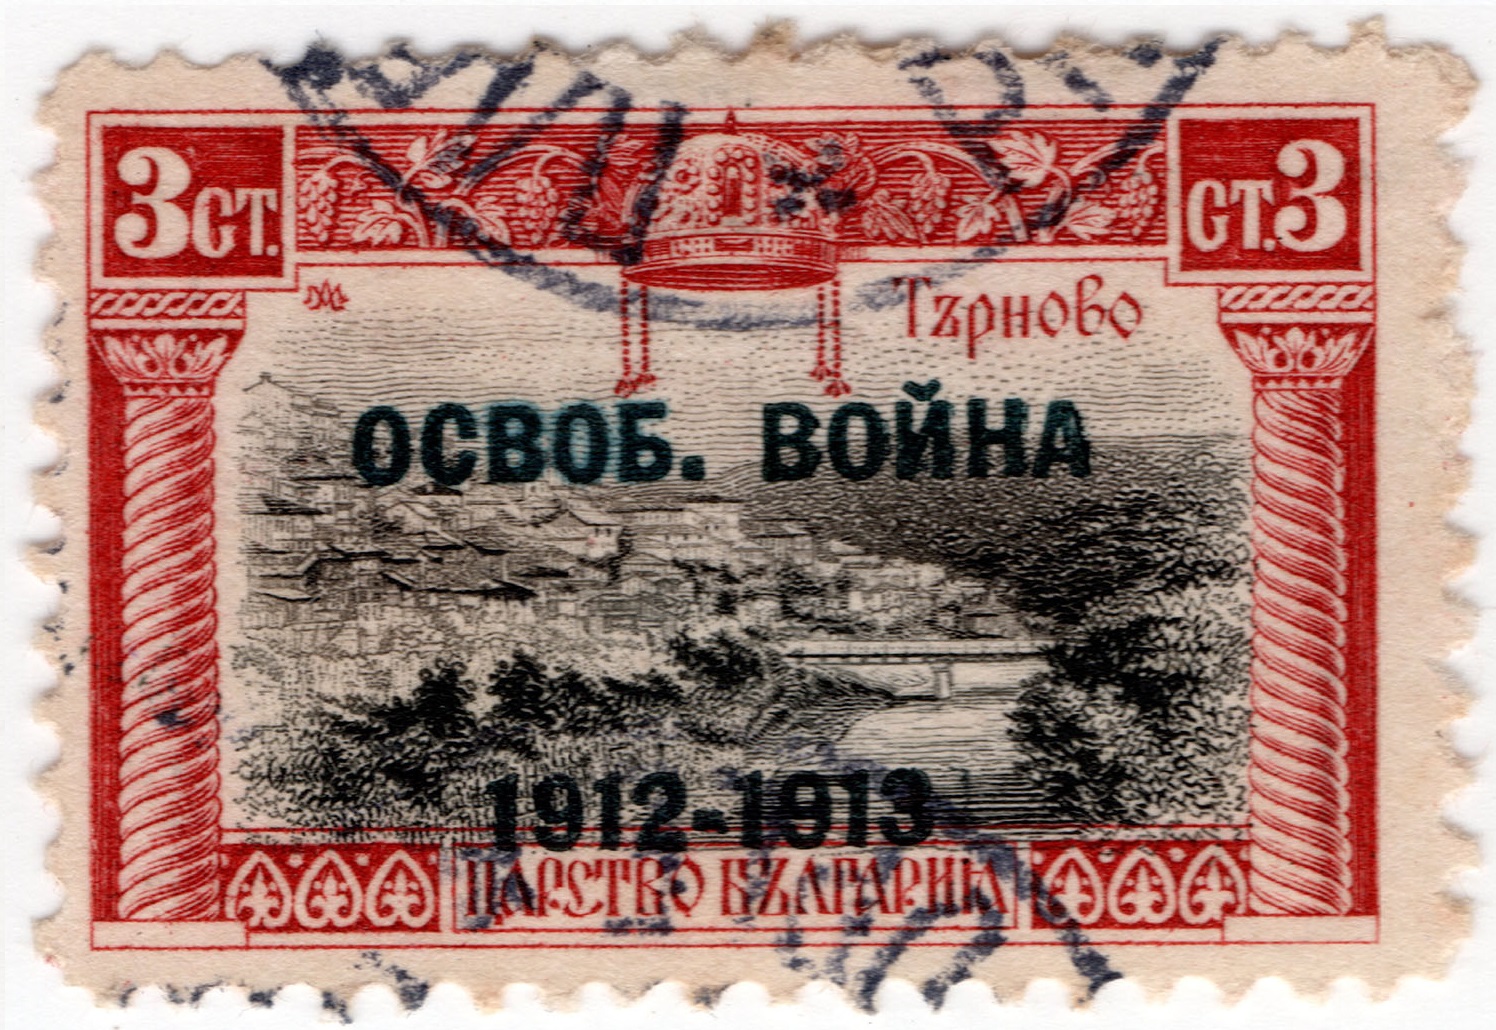 3 СТ. СТ. 3
Търново
ОСВОБ. ВОЙНА
1912-1913
ЦАРСТВО БЪЛГАРИЯ